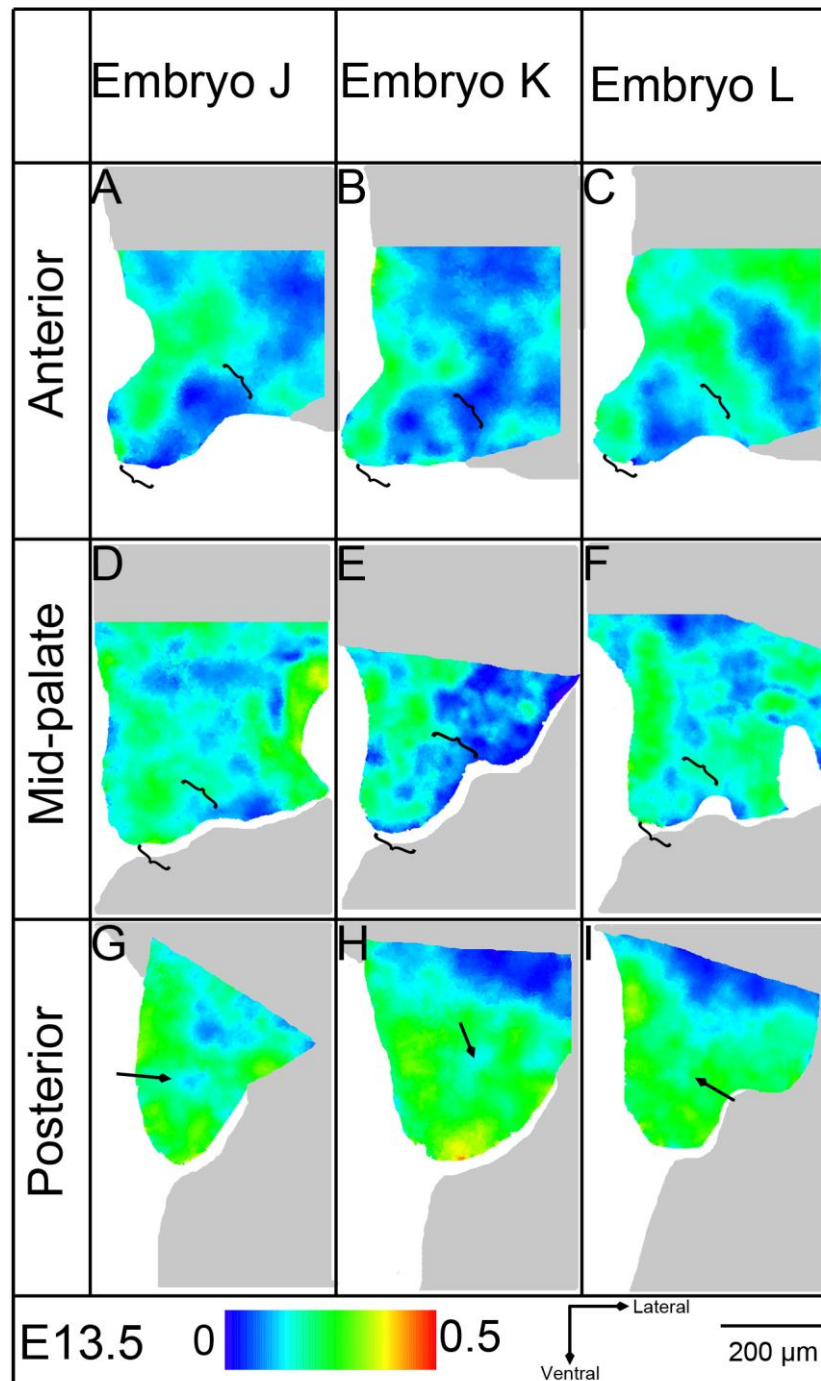 Embryo J Embryo K Embryo L
Anterior
A B C
Mid-palate
D E F
Posterior
G H I
E13.5 0 0.5
Lateral
Ventral
200 µm